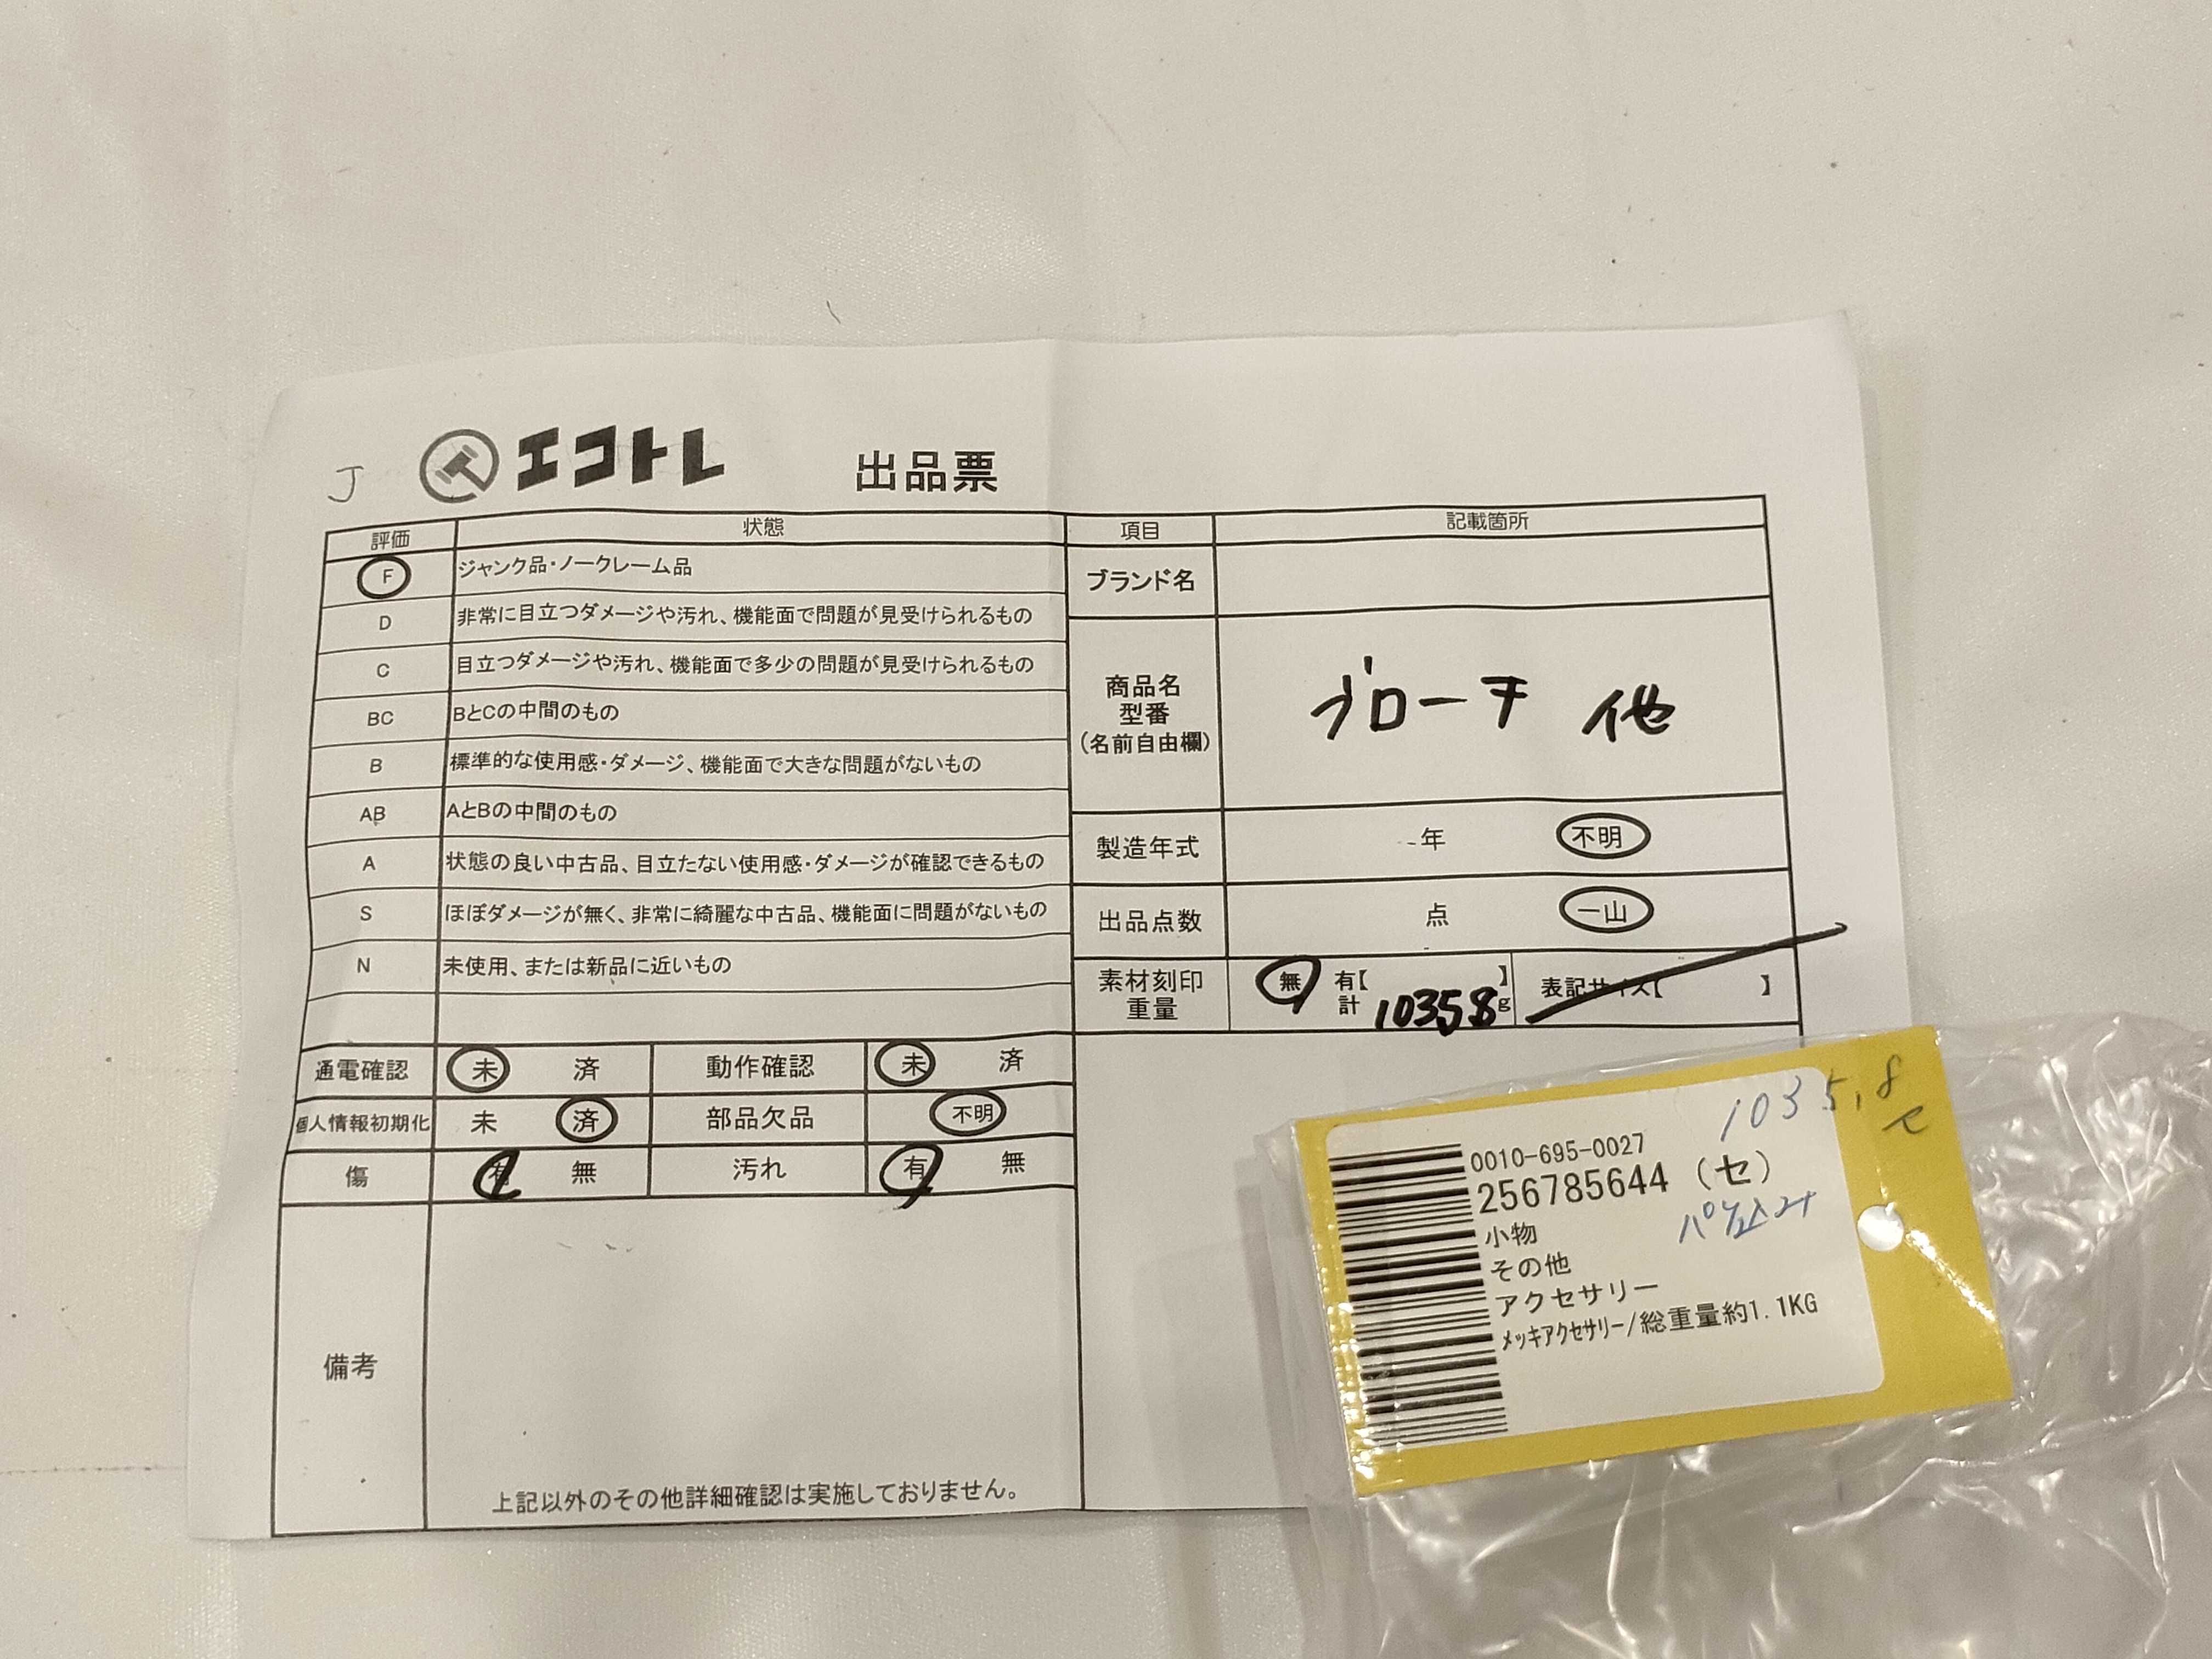 J エコトレ 出品票
評価 状態 項目 記載箇所
F ジャンク品・ノークレーム品
D 非常に目立つダメージや汚れ、機能面で問題が見受けられるもの
C 目立つダメージや汚れ、機能面で多少の問題が見受けられるもの
BC BとCの中間のもの
B 標準的な使用感・ダメージ、機能面で大きな問題がないもの
AB AとBの中間のもの
A 状態の良い中古品、目立たない使用感・ダメージが確認できるもの
S ほぼダメージが無く、非常に綺麗な中古品、機能面に問題がないもの
N 未使用、または新品に近いもの
ブランド名
商品名
型番
(名前自由欄)
ブローチ 他
製造年式 年 不明
出品点数 点 一山
素材刻印
重量
無 有【 】
計 10358g
表記サイズ【 】
通電確認 未 済 動作確認 未 済
個人情報初期化 未 済 部品欠品 不明
傷 有 無 汚れ 有 無
備考
上記以外のその他詳細確認は実施しておりません。
1035.8
0010-695-0027
256785644 (セ)
小物
その他
アクセサリー
メッキアクセサリー/総重量約1.1KG